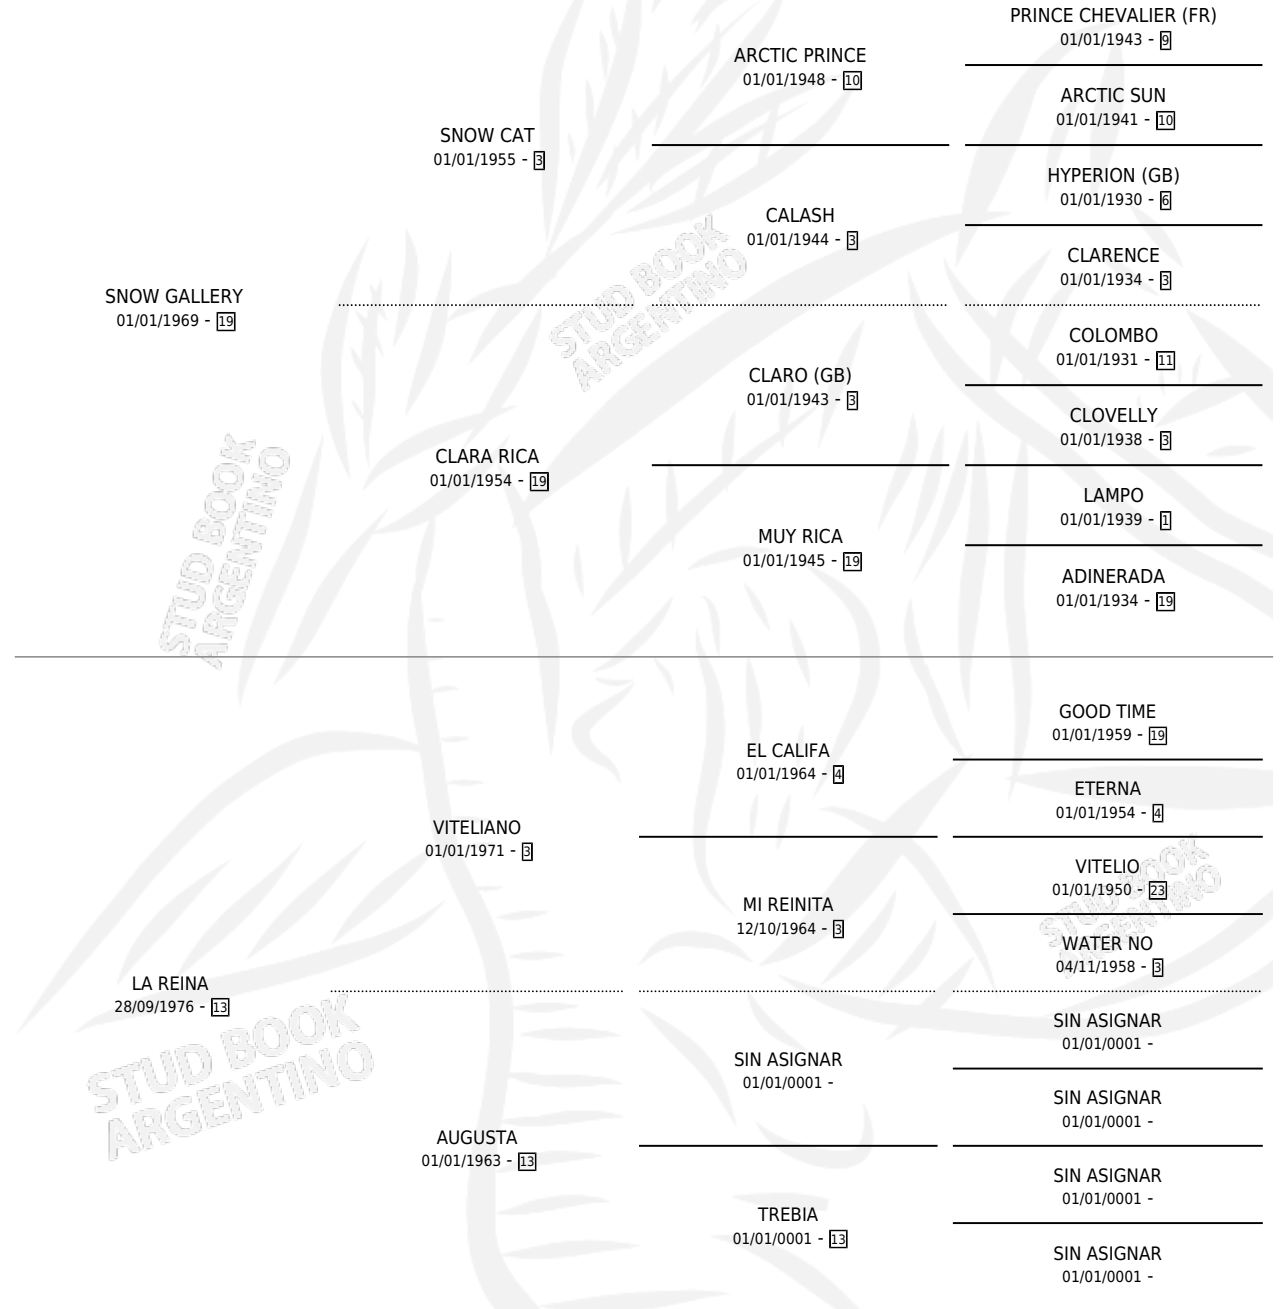 PRINCE CHEVALIER (FR)
01/01/1943 - 9
ARCTIC PRINCE
01/01/1948 - 10
ARCTIC SUN
01/01/1941 - 10
SNOW CAT
01/01/1955 - 3
HYPERION (GB)
01/01/1930 - 6
CALASH
01/01/1944 - 3
CLARENCE
01/01/1934 - 3
SNOW GALLERY
01/01/1969 - 19
COLOMBO
01/01/1931 - 11
CLARO (GB)
01/01/1943 - 3
CLOVELLY
01/01/1938 - 3
CLARA RICA
01/01/1954 - 19
LAMPO
01/01/1939 - 1
MUY RICA
01/01/1945 - 19
ADINERADA
01/01/1934 - 19
GOOD TIME
01/01/1959 - 19
EL CALIFA
01/01/1964 - 4
ETERNA
01/01/1954 - 4
VITELIANO
01/01/1971 - 3
VITELIO
01/01/1950 - 23
MI REINITA
12/10/1964 - 3
WATER NO
04/11/1958 - 3
LA REINA
28/09/1976 - 13
SIN ASIGNAR
01/01/0001 -
SIN ASIGNAR
01/01/0001 -
SIN ASIGNAR
01/01/0001 -
AUGUSTA
01/01/1963 - 13
SIN ASIGNAR
01/01/0001 -
TREBIA
01/01/0001 - 13
SIN ASIGNAR
01/01/0001 -
STUD BOOK
ARGENTINO
STUD BOOK
ARGENTINO
STUD BOOK
ARGENTINO
STUD BOOK
ARGENTINO